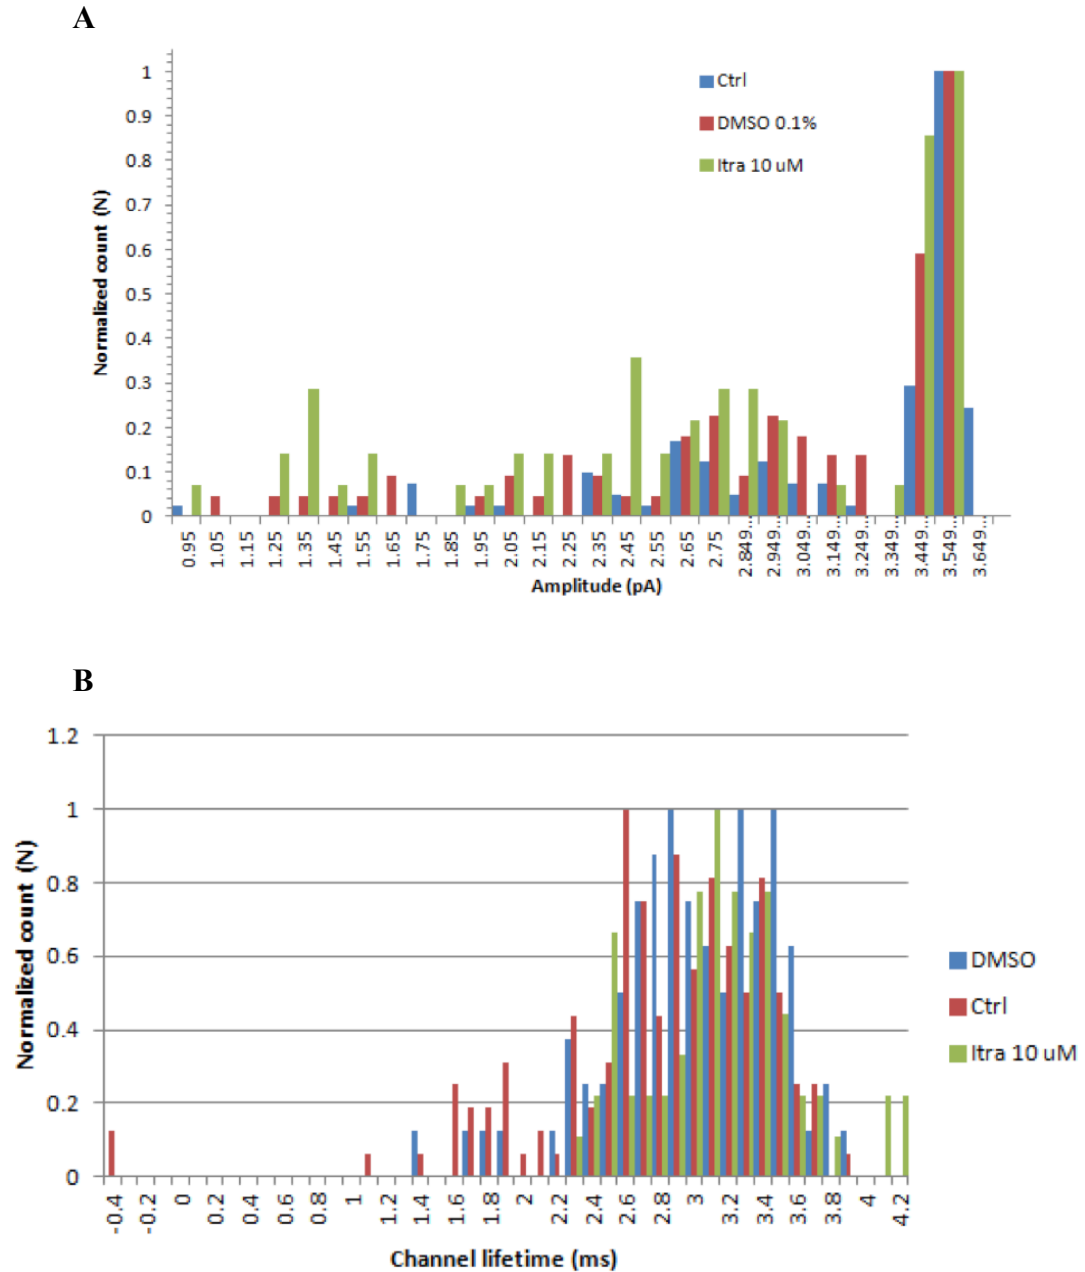 A
Normalized count (N)
1
0.9
0.8
0.7
0.6
0.5
0.4
0.3
0.2
0.1
0
Ctrl
DMSO 0.1%
Itra 10 uM
0.95 1.05 1.15 1.25 1.35 1.45 1.55 1.65 1.75 1.85 1.95 2.05 2.15 2.25 2.35 2.45 2.55 2.65 2.75 2.849... 2.949... 3.049... 3.149... 3.249... 3.349... 3.449... 3.549... 3.649...
Amplitude (pA)
B
Normalized count (N)
1.2
1
0.8
0.6
0.4
0.2
0
DMSO
Ctrl
Itra 10 uM
-0.4 -0.2 0 0.2 0.4 0.6 0.8 1 1.2 1.4 1.6 1.8 2 2.2 2.4 2.6 2.8 3 3.2 3.4 3.6 3.8 4 4.2
Channel lifetime (ms)